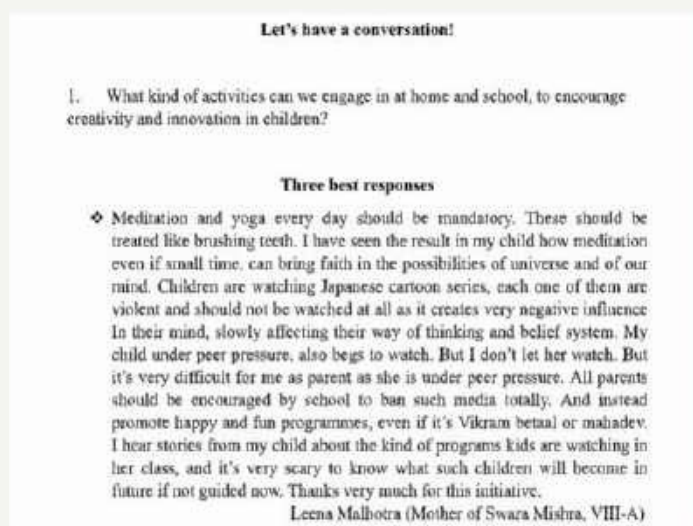 Let's have a conversation!
1. What kind of activities can we engage in at home and school, to encourage
creativity and innovation in children?
Three best responses
❖ Meditation and yoga every day should be mandatory. These should be
treated like brushing teeth. I have seen the result in my child how meditation
even if small time, can bring faith in the possibilities of universe and of our
mind. Children are watching Japanese cartoon series, each one of them are
violent and should not be watched at all as it creates very negative influence
In their mind, slowly affecting their way of thinking and belief system. My
child under peer pressure, also begs to watch. But I don't let her watch. But
it's very difficult for me as parent as she is under peer pressure. All parents
should be encouraged by school to ban such media totally. And instead
promote happy and fun programmes, even if it's Vikram betaal or mahadev.
I hear stories from my child about the kind of programs kids are watching in
her class, and it's very scary to know what such children will become in
future if not guided now. Thanks very much for this initiative.
Leena Malhotra (Mother of Swara Mishra, VIII-A)